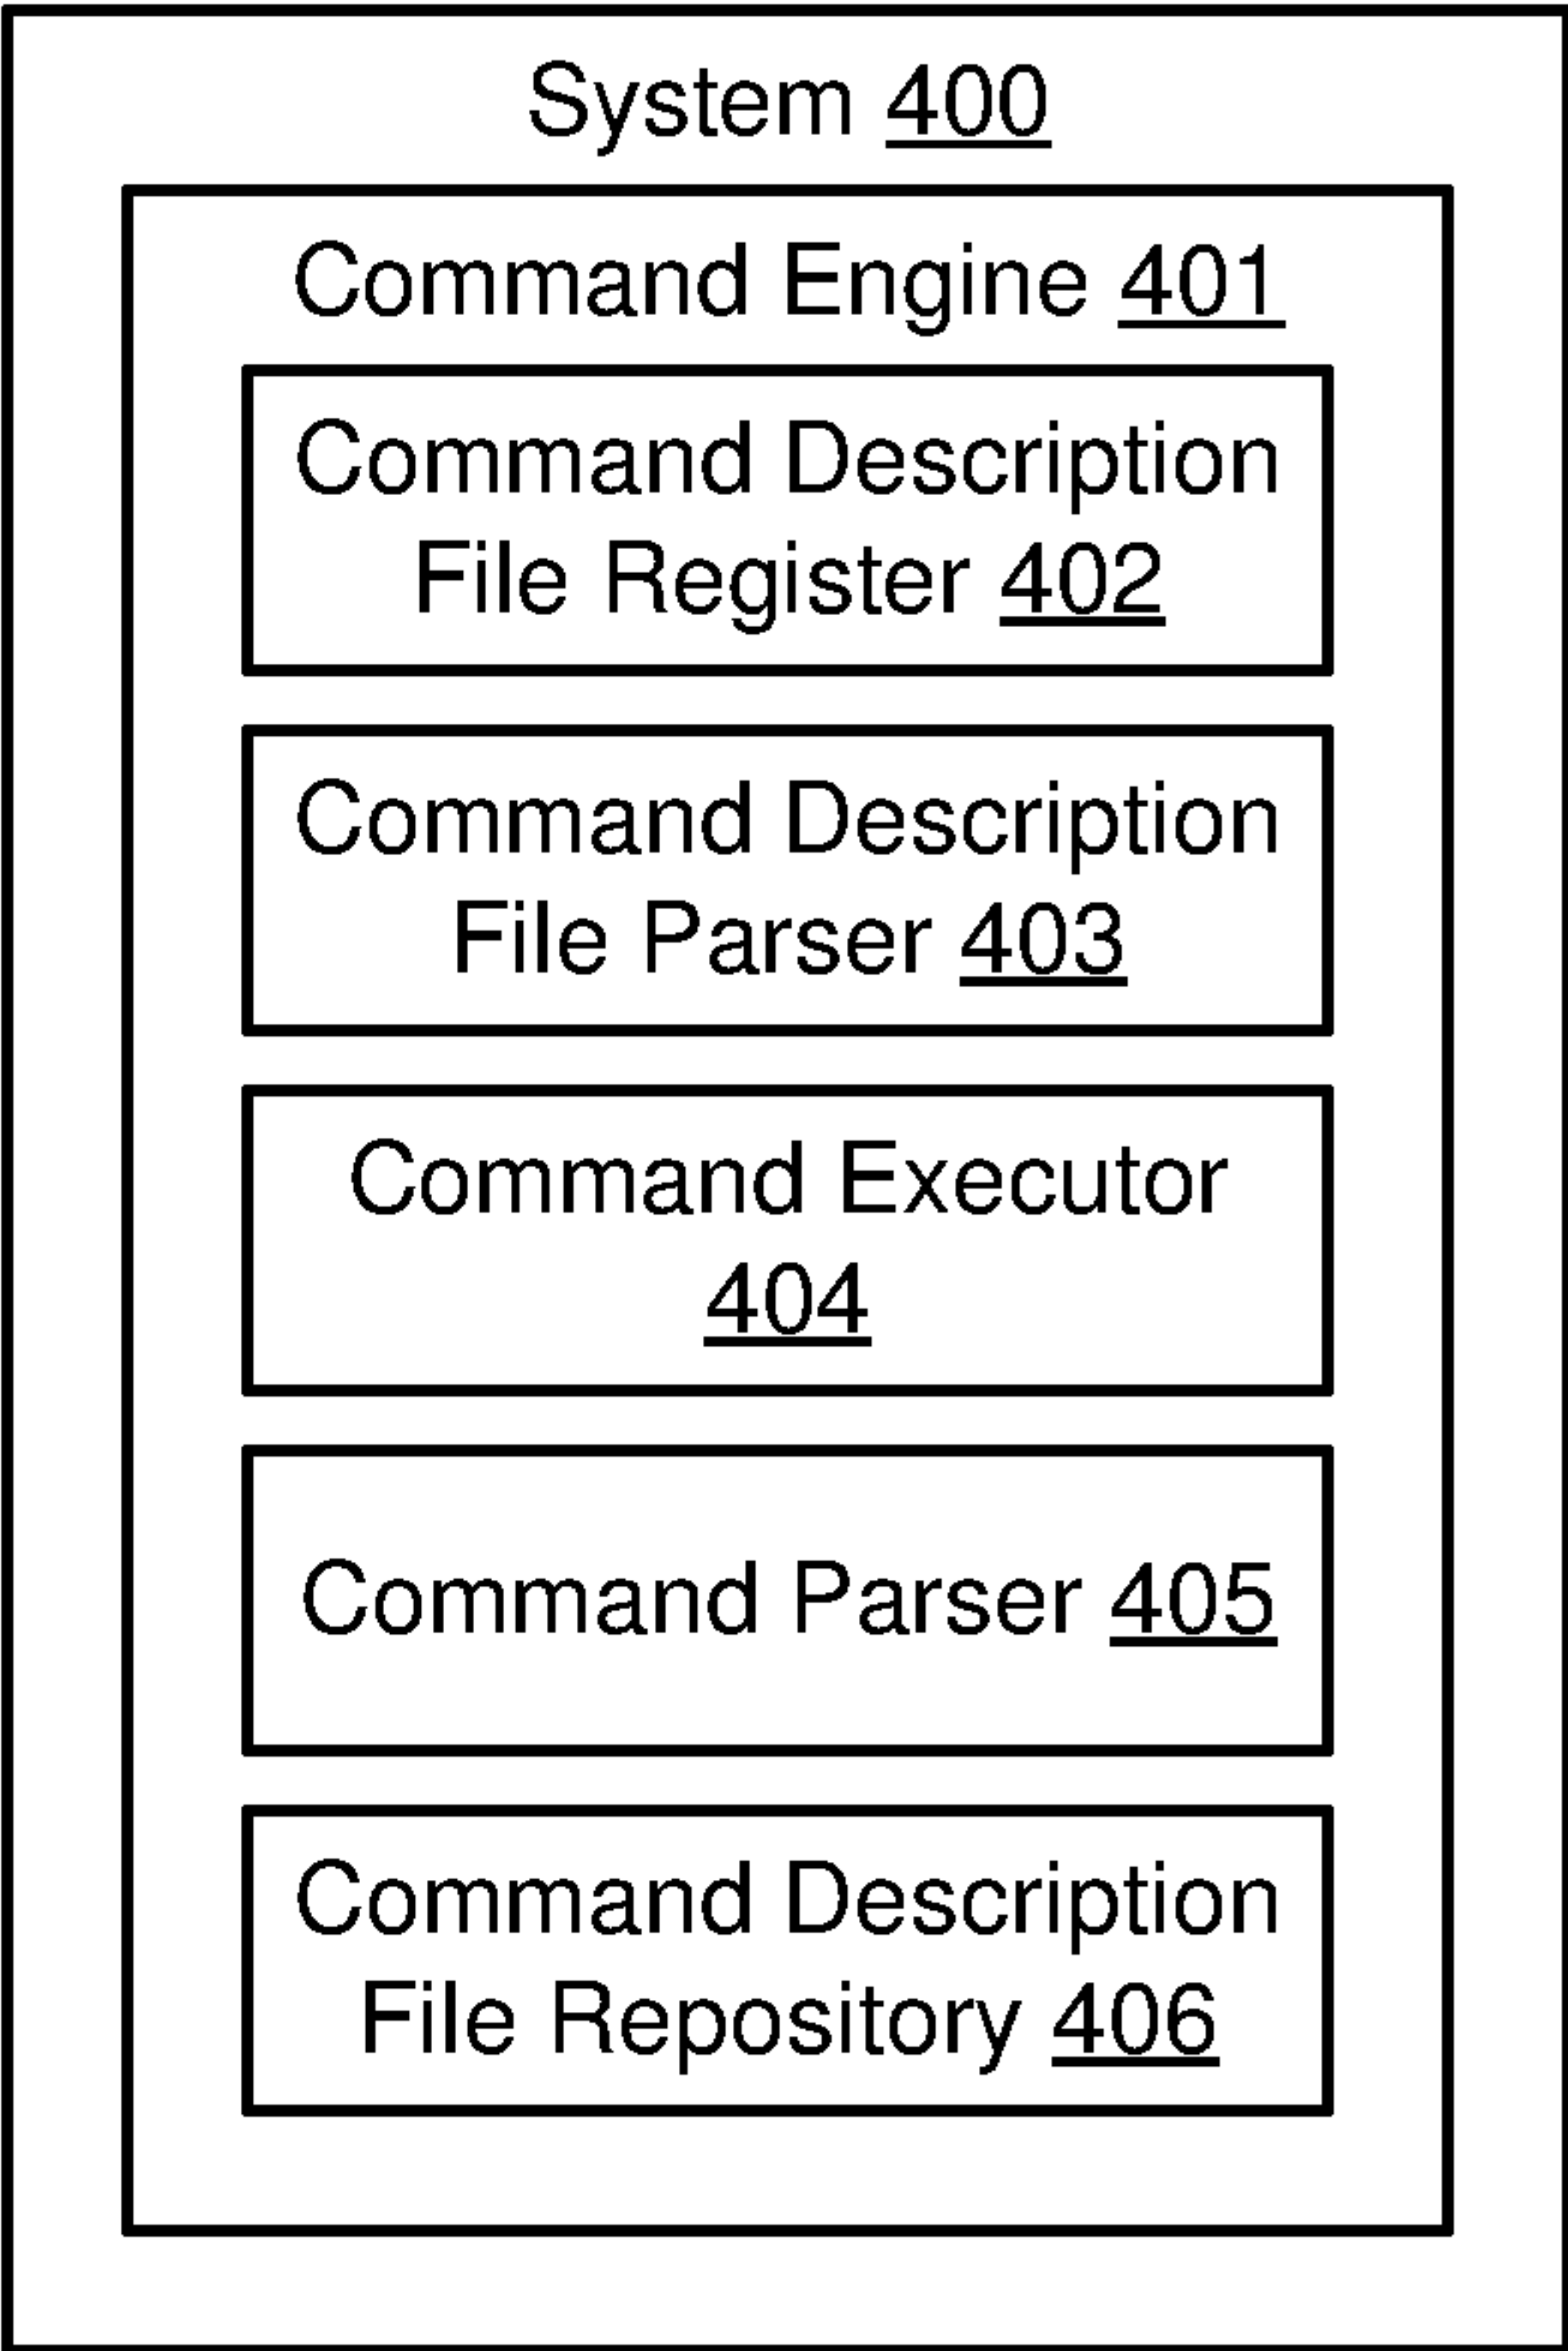 System 400
Command Engine 401
Command Description
File Register 402
Command Description
File Parser 403
Command Executor
404
Command Parser 405
Command Description
File Repository 406